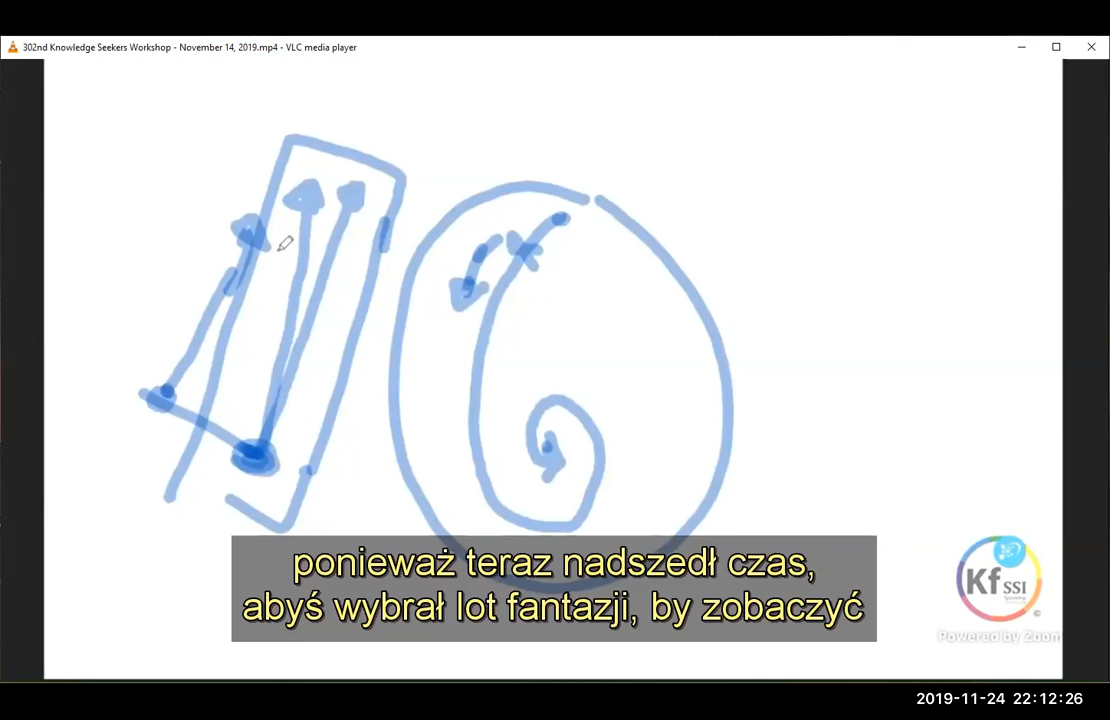 302nd Knowledge Seekers Workshop - November 14, 2019.mp4 - VLC media player
ponieważ teraz nadszedł czas,
abyś wybrał lot fantazji, by zobaczyć
Kf SSI
Powered by Zoom
2019-11-24 22:12:26